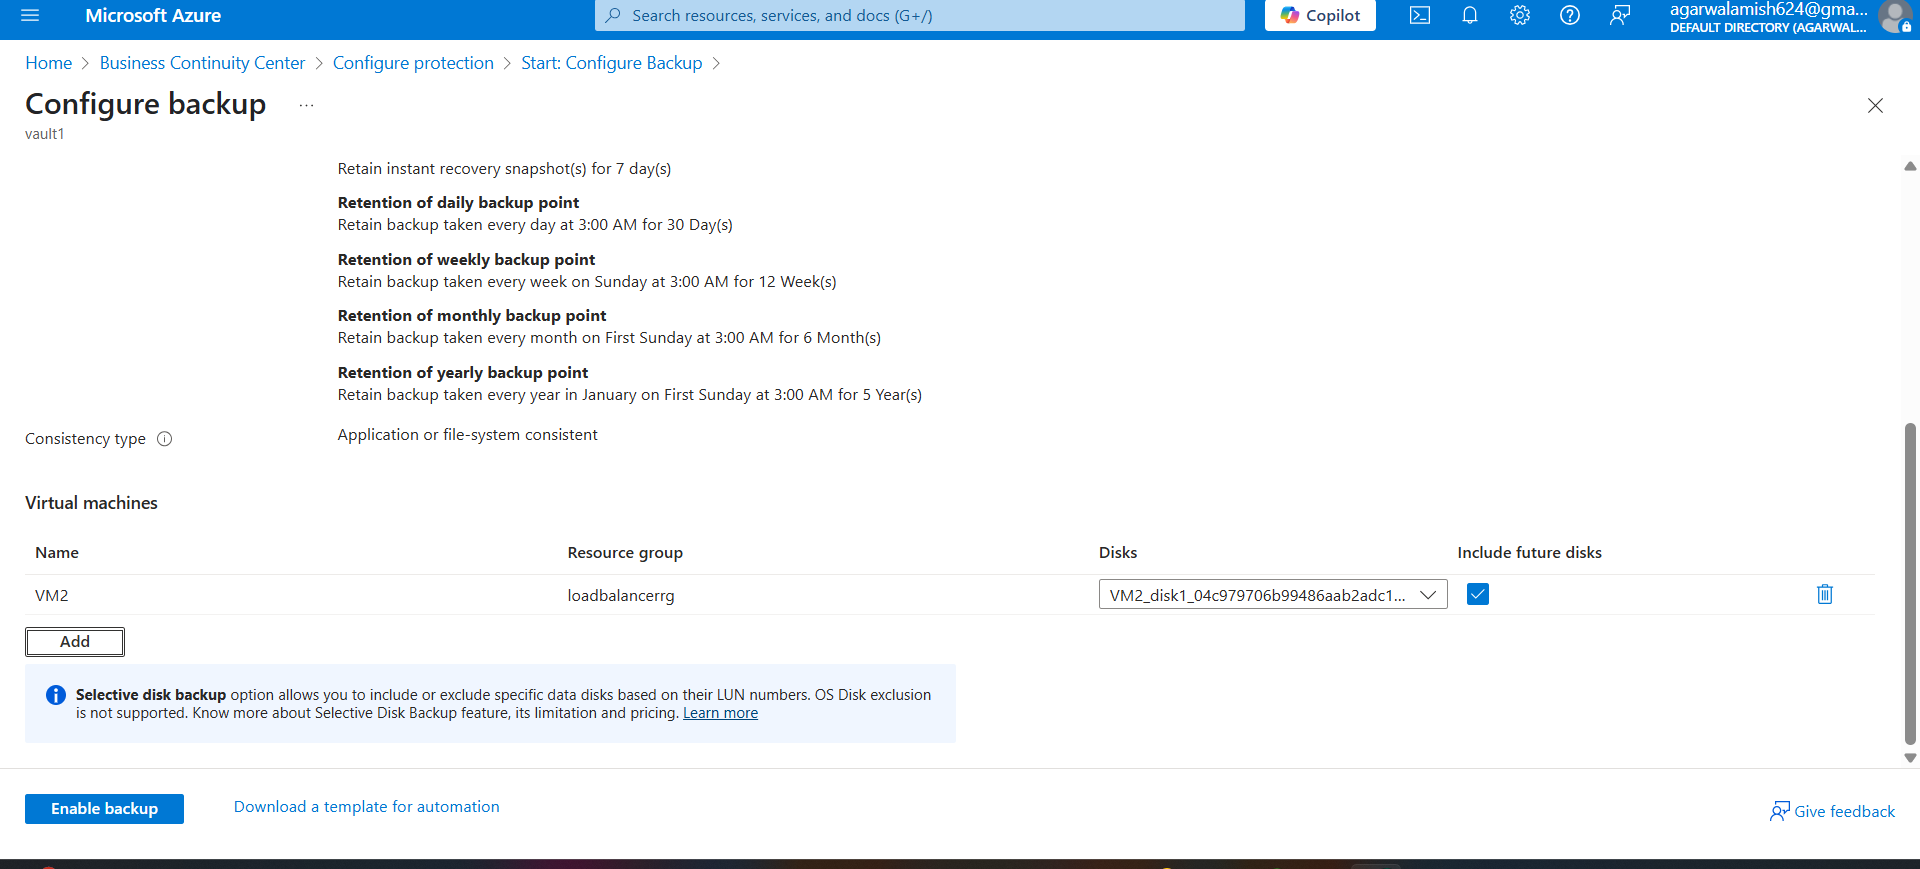 Microsoft Azure
Search resources, services, and docs (G+/)
Copilot
agarwalamish624@gma...
DEFAULT DIRECTORY (AGARWAL...
Home > Business Continuity Center > Configure protection > Start: Configure Backup >
Configure backup ...
vault1
Retain instant recovery snapshot(s) for 7 day(s)
Retention of daily backup point
Retain backup taken every day at 3:00 AM for 30 Day(s)
Retention of weekly backup point
Retain backup taken every week on Sunday at 3:00 AM for 12 Week(s)
Retention of monthly backup point
Retain backup taken every month on First Sunday at 3:00 AM for 6 Month(s)
Retention of yearly backup point
Retain backup taken every year in January on First Sunday at 3:00 AM for 5 Year(s)
Consistency type Application or file-system consistent
Virtual machines
Name Resource group Disks Include future disks
VM2 loadbalancerrg VM2_disk1_04c979706b99486aab2adc1...
Add
Selective disk backup option allows you to include or exclude specific data disks based on their LUN numbers. OS Disk exclusion
is not supported. Know more about Selective Disk Backup feature, its limitation and pricing. Learn more
Enable backup Download a template for automation
Give feedback